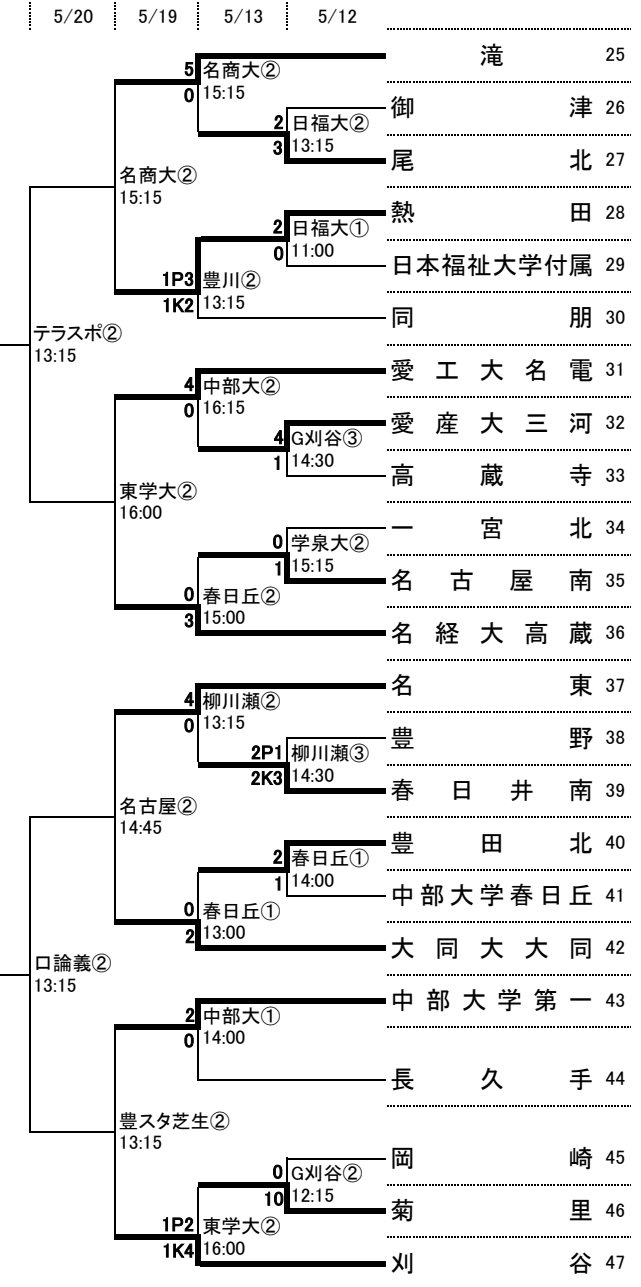 5/20 5/19 5/13 5/12
滝 25
5 名商大②
0 15:15
御津 26
2 日福大②
3 13:15
尾北 27
名商大②
15:15
熱田 28
2 日福大①
0 11:00
日本福祉大学付属 29
1P3 豊川②
1K2 13:15
同朋 30
テラスポ②
13:15
愛工大名電 31
4 中部大②
0 16:15
愛産大三河 32
4 G刈谷③
1 14:30
高蔵寺 33
東学大②
16:00
一宮北 34
0 学泉大②
1 15:15
名古屋南 35
0 春日丘②
3 15:00
名経大高蔵 36
名東 37
4 柳川瀬②
0 13:15
豊野 38
2P1 柳川瀬③
2K3 14:30
春日井南 39
名古屋②
14:45
豊田北 40
2 春日丘①
1 14:00
中部大学春日丘 41
0 春日丘①
2 13:00
大同大大同 42
口論義②
13:15
中部大学第一 43
2 中部大①
0 14:00
長久手 44
豊スタ芝生②
13:15
岡崎 45
0 G刈谷②
10 12:15
菊里 46
1P2 東学大②
1K4 16:00
刈谷 47